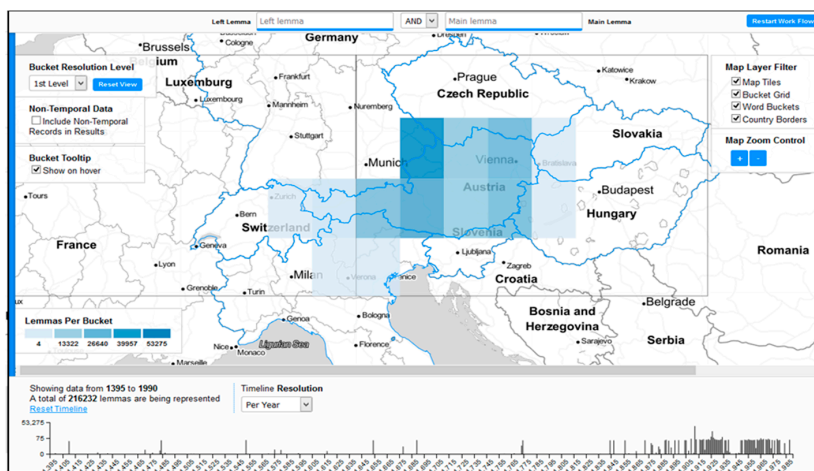 Left Lemma
Left lemma
AND
Main lemma
Main Lemma
Restart Work Flow
Bucket Resolution Level
1st Level
Reset View
Non-Temporal Data
Include Non-Temporal
Records in Results
Bucket Tooltip
Show on hover
Map Layer Filter
Map Tiles
Bucket Grid
Word Buckets
Country Borders
Map Zoom Control
+
-
Brussels
Belgium
Cologne
Germany
Luxemburg
Luxembourg
Frankfurt
Mannheim
Nuremberg
Stuttgart
Prague
Czech Republic
Katowice
Krakow
Slovakia
Munich
Vienna
Bratislava
Austria
Budapest
Hungary
Tours
Zurich
Bern
Switzerland
France
Geneva
Lyon
Grenoble
Milan
Turin
Verona
Slovenia
Ljubljana
Zagreb
Croatia
Romania
Genoa
Bologna
Nice
Monaco
Ligurian Sea
Florence
Marseille
Bosnia and
Herzegovina
Sarajevo
Belgrade
Serbia
Lemmas Per Bucket
4 13322 26640 39957 53275
Showing data from 1395 to 1990
A total of 216232 lemmas are being represented
Reset Timeline
Timeline Resolution
Per Year
53,275
75
0